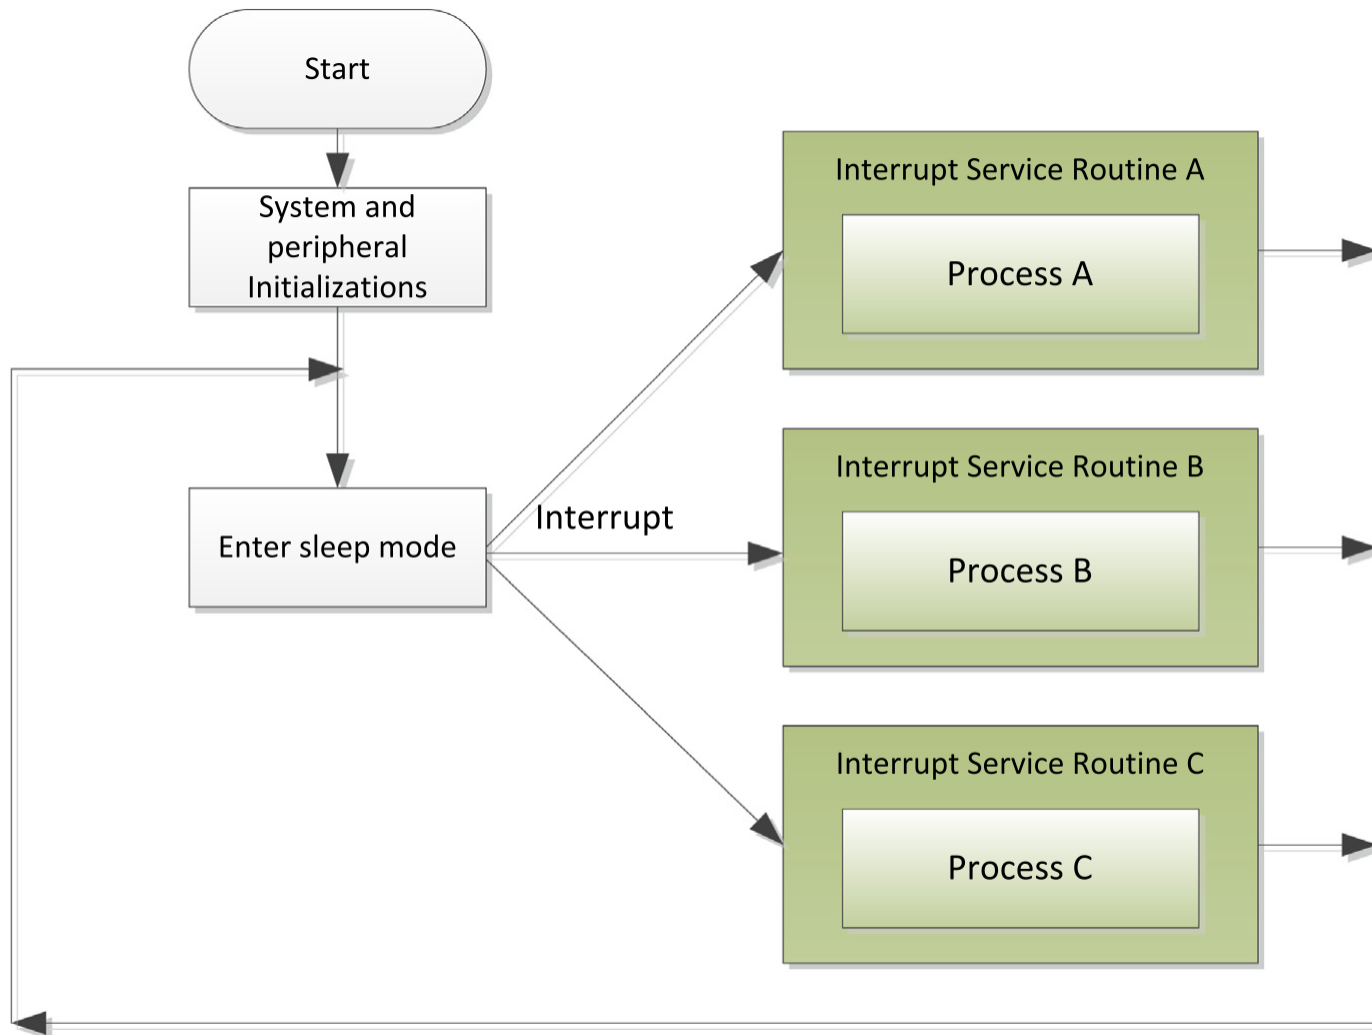 Start
System and
peripheral
Initializations
Enter sleep mode
Interrupt
Interrupt Service Routine A
Process A
Interrupt Service Routine B
Process B
Interrupt Service Routine C
Process C